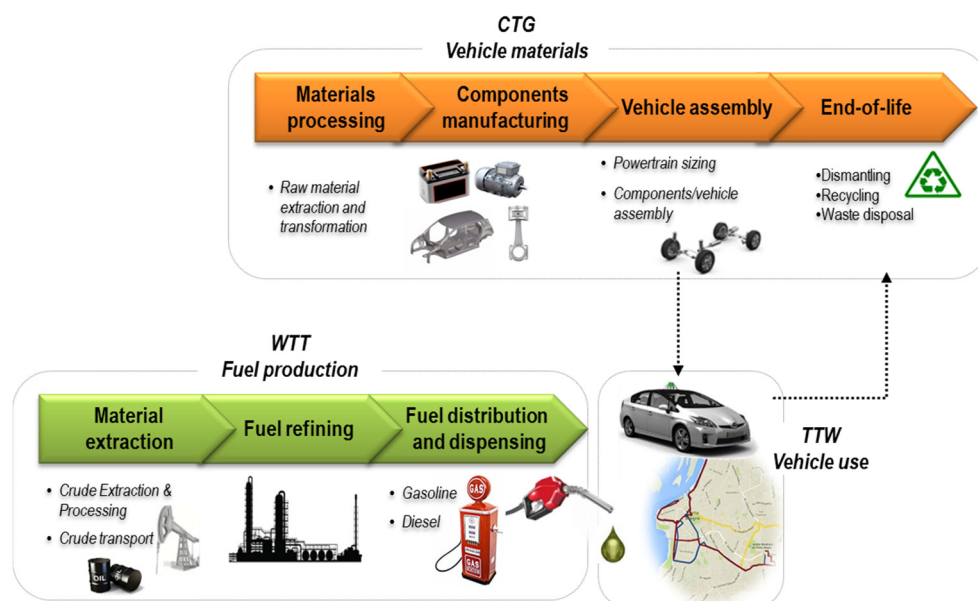 CTG
Vehicle materials
Materials
processing
Components
manufacturing
Vehicle assembly
End-of-life
• Raw material
extraction and
transformation
• Powertrain sizing
• Components/vehicle
assembly
•Dismantling
•Recycling
•Waste disposal
WTT
Fuel production
Material
extraction
Fuel refining
Fuel distribution
and dispensing
• Crude Extraction &
Processing
• Crude transport
OIL
• Gasoline
• Diesel
GAS
GAS
TTW
Vehicle use